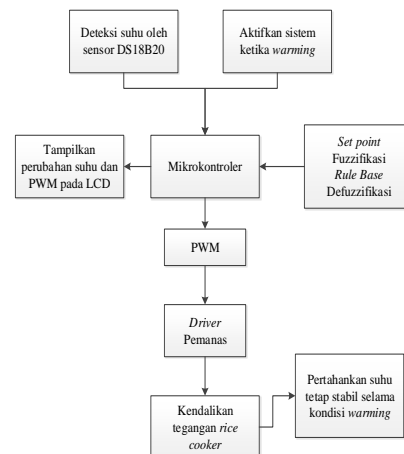 Deteksi suhu oleh
sensor DS18B20
Aktifkan sistem
ketika warming
Tampilkan
perubahan suhu dan
PWM pada LCD
Mikrokontroler
Set point
Fuzzifikasi
Rule Base
Defuzzifikasi
PWM
Driver
Pemanas
Kendalikan
tegangan rice
cooker
Pertahankan suhu
tetap stabil selama
kondisi warming